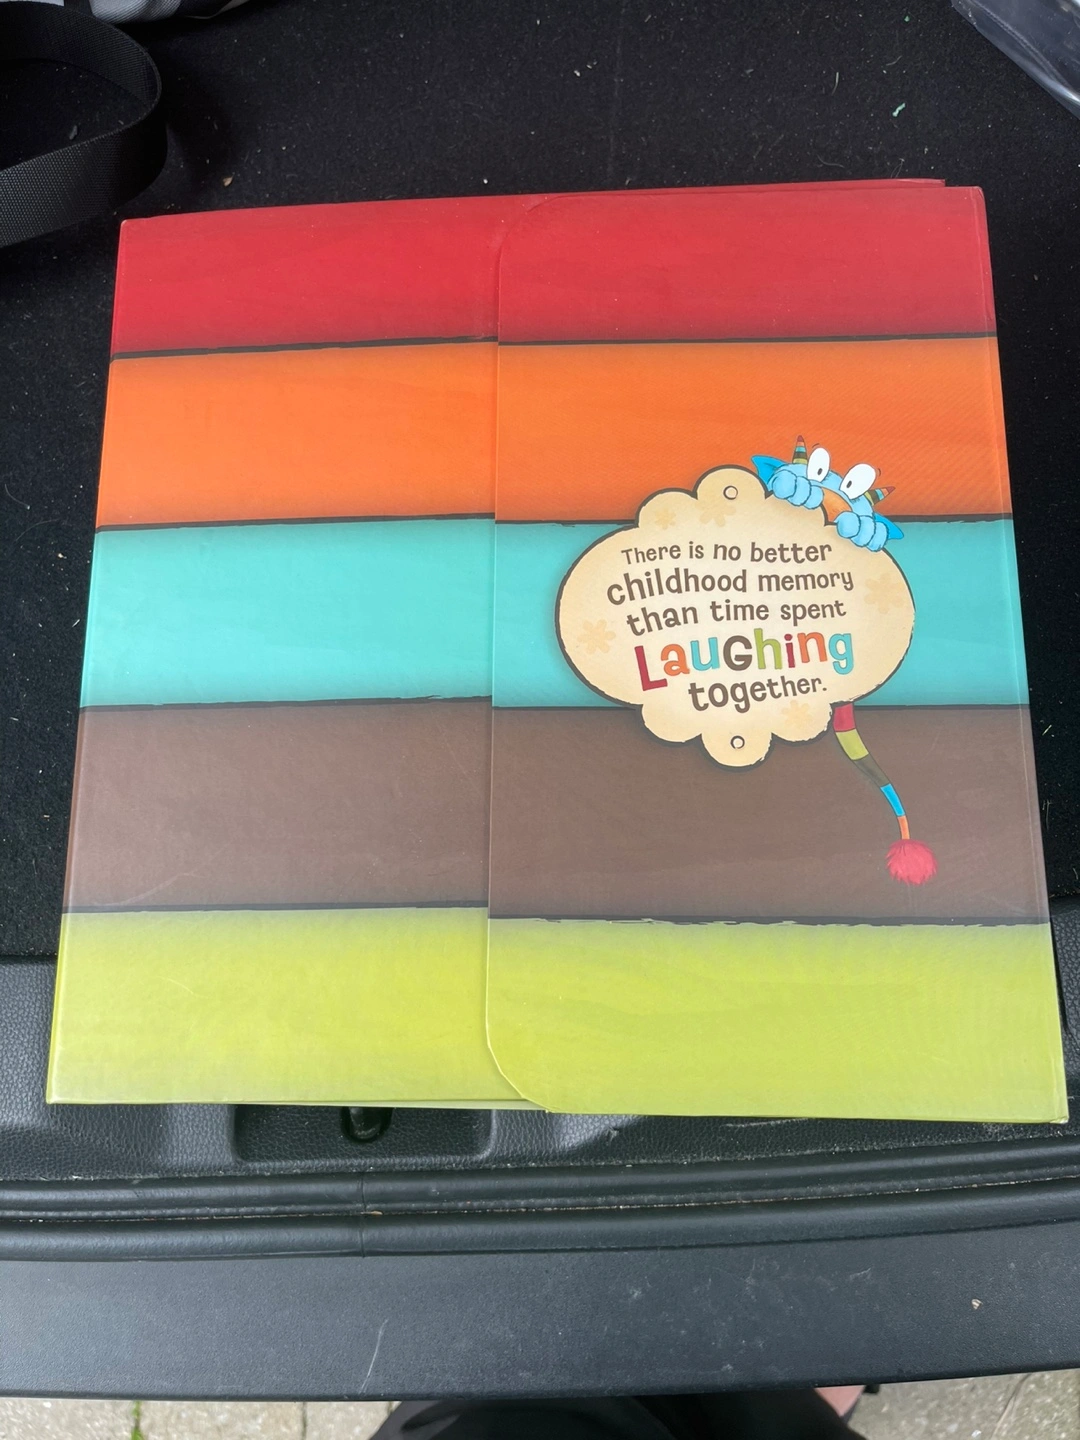 There is no better
childhood memory
than time spent
LauGhing
together.